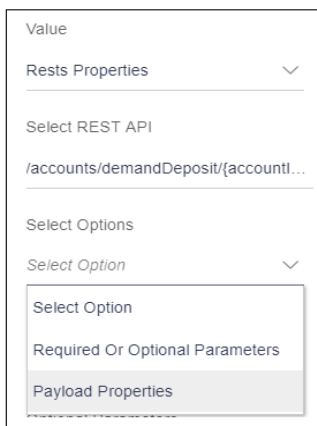 Value
Rests Properties
Select REST API
/accounts/demandDeposit/{accountI...
Select Options
Select Option
Select Option
Required Or Optional Parameters
Payload Properties